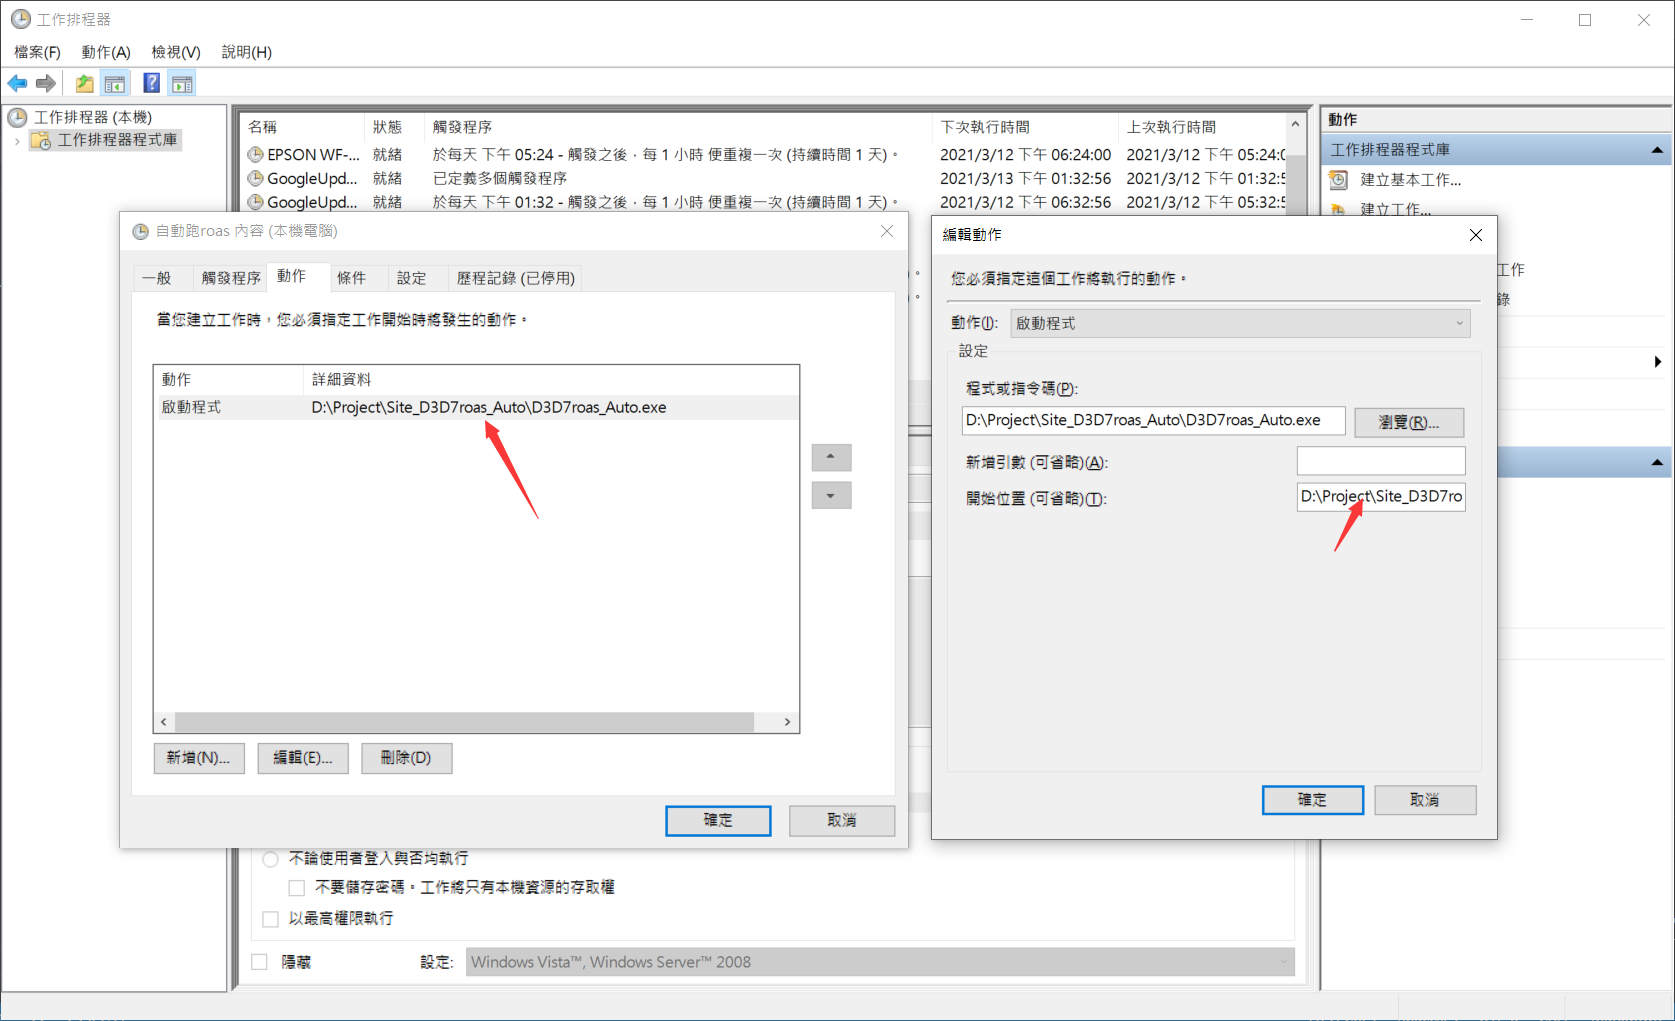 工作排程器
檔案(F) 動作(A) 檢視(V) 說明(H)
工作排程器 (本機)
工作排程器程式庫
名稱 狀態 觸發程序 下次執行時間 上次執行時間
EPSON WF-... 就緒 於每天 下午 05:24 - 觸發之後，每 1 小時 便重複一次 (持續時間 1 天)。 2021/3/12 下午 06:24:00 2021/3/12 下午 05:24:0
GoogleUpd... 就緒 已定義多個觸發程序 2021/3/13 下午 01:32:56 2021/3/12 下午 01:32:5
GoogleUpd... 就緒 於每天 下午 01:32 - 觸發之後，每 1 小時 便重複一次 (持續時間 1 天)。 2021/3/12 下午 06:32:56 2021/3/12 下午 05:32:5
動作
工作排程器程式庫
建立基本工作...
建立工作...
工作
錄
自動跑roas 內容 (本機電腦)
一般 觸發程序 動作 條件 設定 歷程記錄 (已停用)
當您建立工作時，您必須指定工作開始時將發生的動作。
動作 詳細資料
啟動程式 D:\Project\Site_D3D7roas_Auto\D3D7roas_Auto.exe
新增(N)... 編輯(E)... 刪除(D)
確定 取消
編輯動作
您必須指定這個工作將執行的動作。
動作(I): 啟動程式
設定
程式或指令碼(P):
D:\Project\Site_D3D7roas_Auto\D3D7roas_Auto.exe 瀏覽(R)...
新增引數 (可省略)(A):
開始位置 (可省略)(T): D:\Project\Site_D3D7ro
確定 取消
不論使用者登入與否均執行
不要儲存密碼。工作將只有本機資源的存取權
以最高權限執行
隱藏 設定: Windows Vista™, Windows Server™ 2008